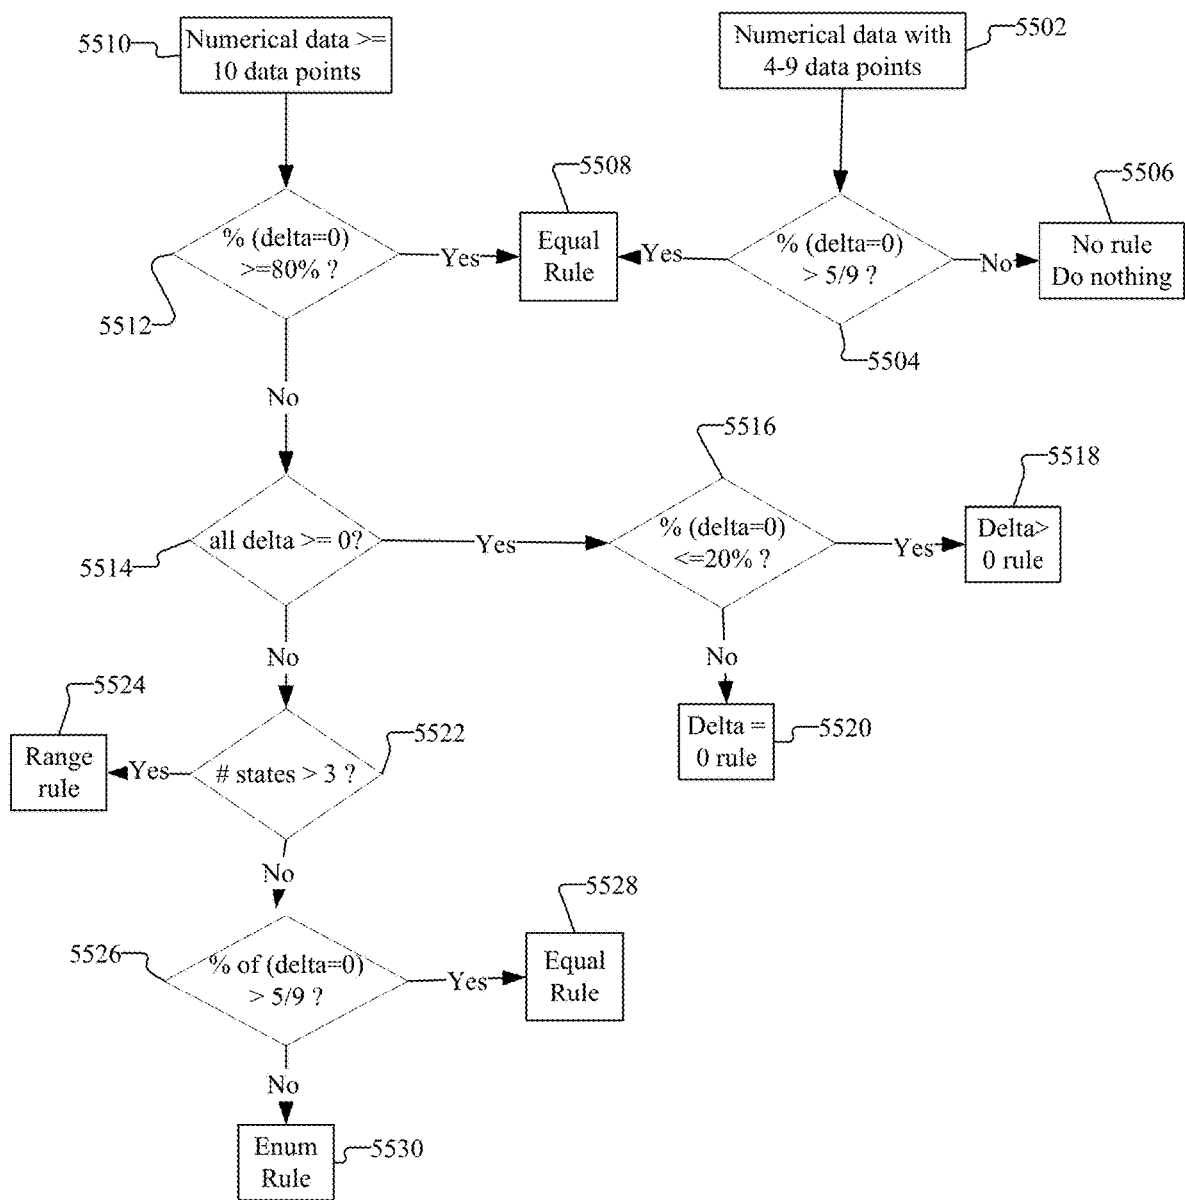 5510
Numerical data >=
10 data points
Numerical data with
4-9 data points
5502
5508
5506
% (delta=0)
>=80% ?
Yes
Equal
Rule
Yes
% (delta=0)
> 5/9 ?
No
No rule
Do nothing
5512
5504
No
5516
5518
all delta >= 0?
Yes
% (delta=0)
<=20% ?
Yes
Delta>
0 rule
5514
No
No
5524
5522
Delta =
0 rule
5520
Range
rule
Yes
# states > 3 ?
No
5528
5526
% of (delta=0)
> 5/9 ?
Yes
Equal
Rule
No
Enum
Rule
5530